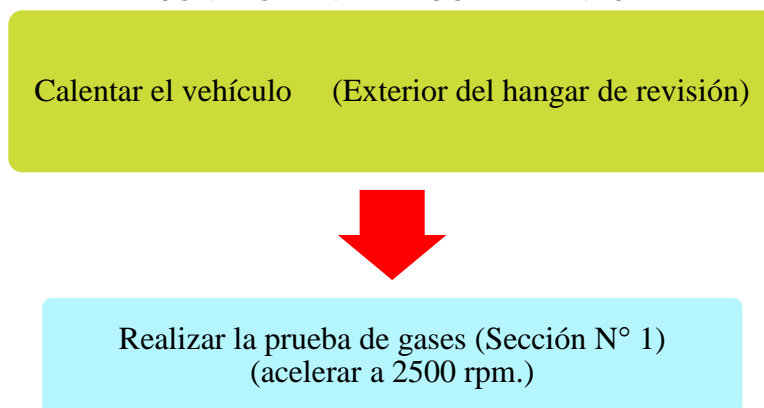 Calentar el vehículo (Exterior del hangar de revisión)
Realizar la prueba de gases (Sección N° 1)
(acelerar a 2500 rpm.)